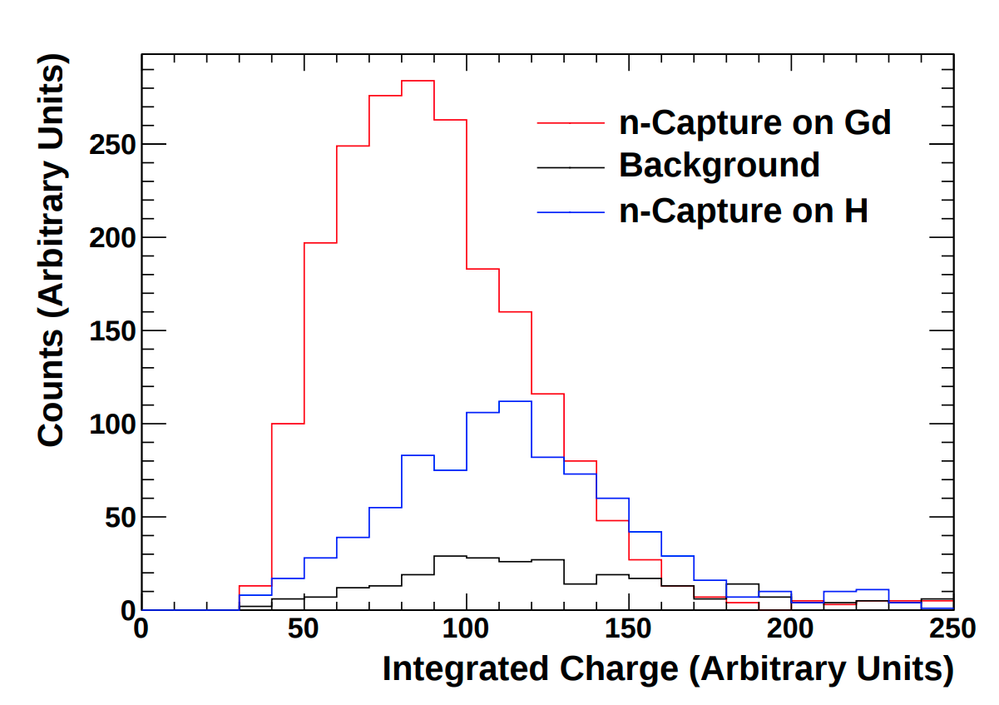 Counts (Arbitrary Units)
250
200
150
100
50
0
n-Capture on Gd
Background
n-Capture on H
0 50 100 150 200 250
Integrated Charge (Arbitrary Units)